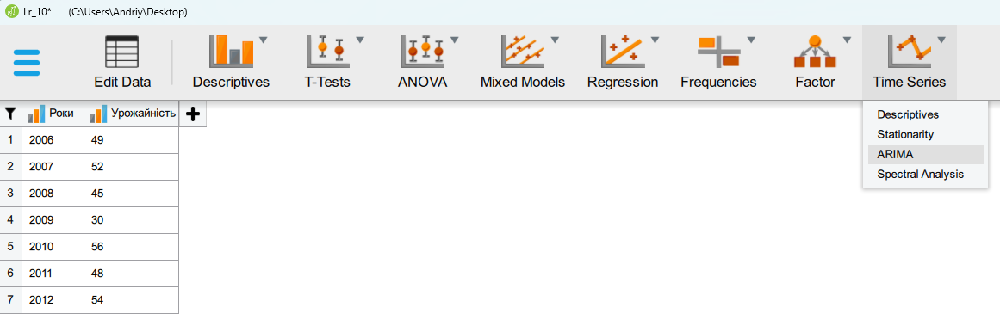 Lr_10* (C:\Users\Andriy\Desktop)
Edit Data Descriptives T-Tests ANOVA Mixed Models Regression Frequencies Factor Time Series
Descriptives
Stationarity
ARIMA
Spectral Analysis
Роки Урожайність
1 2006 49
2 2007 52
3 2008 45
4 2009 30
5 2010 56
6 2011 48
7 2012 54